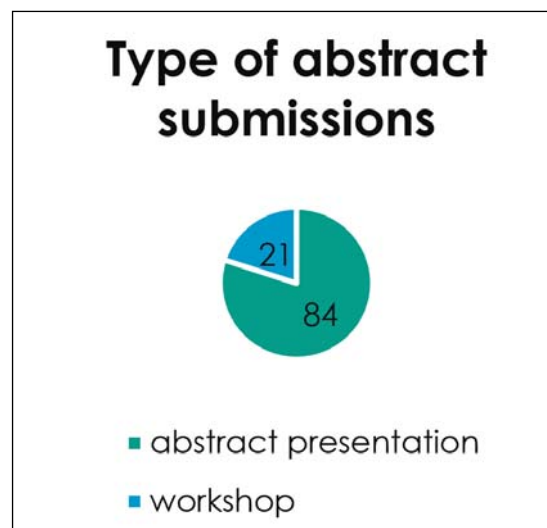 Type of abstract
submissions
21
84
abstract presentation
workshop